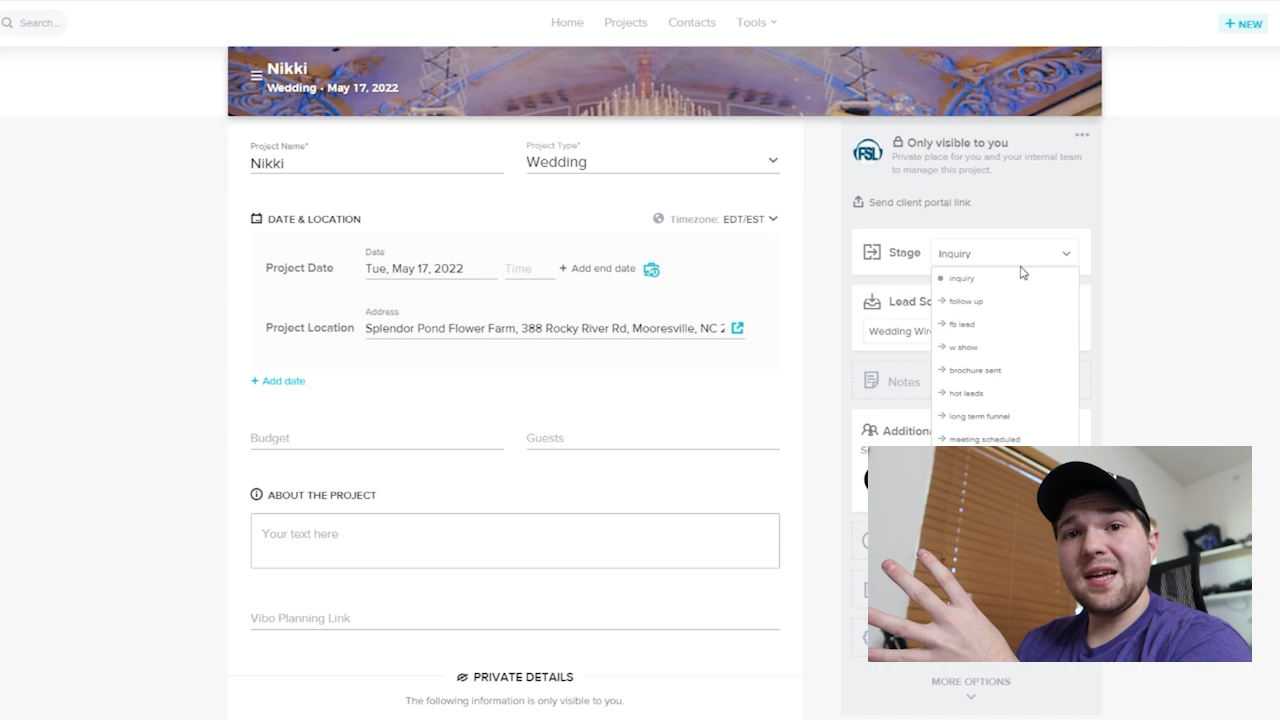 Search...
Home
Projects
Contacts
Tools
+ NEW
Nikki
Wedding • May 17, 2022
Project Name*
Nikki
Project Type*
Wedding
DATE & LOCATION
Timezone: EDT/EST
Project Date
Date
Tue, May 17, 2022
Time
+ Add end date
Project Location
Address
Splendor Pond Flower Farm, 388 Rocky River Rd, Mooresville, NC 2
+ Add date
Budget
Guests
ABOUT THE PROJECT
Your text here
Vibo Planning Link
PRIVATE DETAILS
The following information is only visible to you.
FSL
Only visible to you
Private place for you and your internal team
to manage this project.
Send client portal link
Stage
Inquiry
inquiry
follow up
fb lead
w show
brochure sent
hot leads
long term funnel
meeting scheduled
Lead
Wedding
Notes
MORE OPTIONS